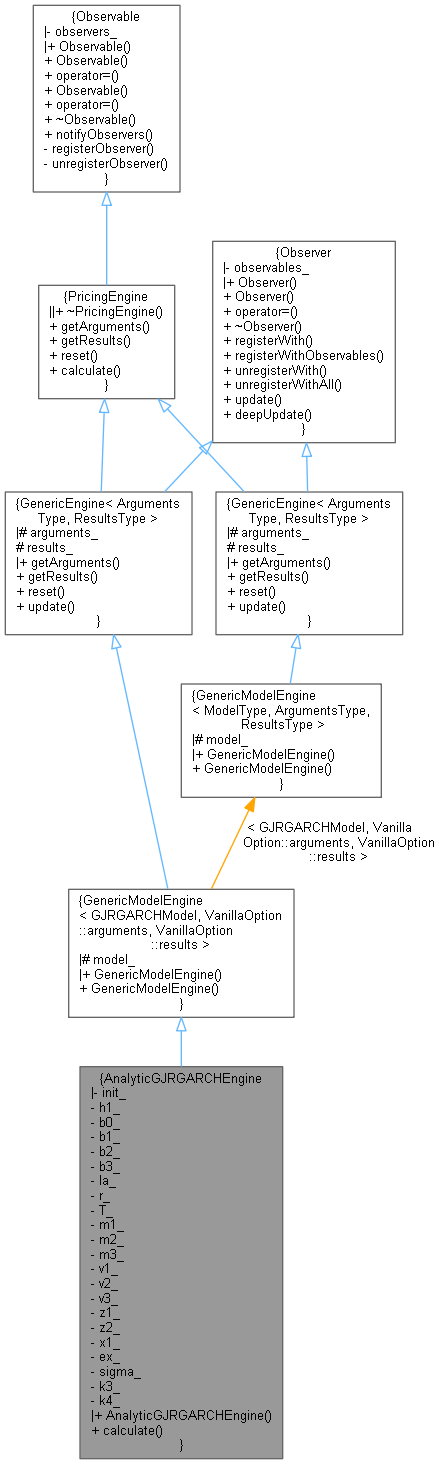 {Observable
|- observers_
|+ Observable()
+ Observable()
+ operator=()
+ Observable()
+ operator=()
+ ~Observable()
+ notifyObservers()
- registerObserver()
- unregisterObserver()
}
{Observer
|- observables_
|+ Observer()
+ Observer()
+ operator=()
+ ~Observer()
+ registerWith()
+ registerWithObservables()
+ unregisterWith()
+ unregisterWithAll()
+ update()
+ deepUpdate()
}
{PricingEngine
||+ ~PricingEngine()
+ getArguments()
+ getResults()
+ reset()
+ calculate()
}
{GenericEngine< Arguments
Type, ResultsType >
|# arguments_
# results_
|+ getArguments()
+ getResults()
+ reset()
+ update()
}
{GenericEngine< Arguments
Type, ResultsType >
|# arguments_
# results_
|+ getArguments()
+ getResults()
+ reset()
+ update()
}
{GenericModelEngine
< ModelType, ArgumentsType,
ResultsType >
|# model_
|+ GenericModelEngine()
+ GenericModelEngine()
}
< GJRGARCHModel, Vanilla
Option::arguments, VanillaOption
::results >
{GenericModelEngine
< GJRGARCHModel, VanillaOption
::arguments, VanillaOption
::results >
|# model_
|+ GenericModelEngine()
+ GenericModelEngine()
}
{AnalyticGJRGARCHEngine
|- init_
- h1_
- b0_
- b1_
- b2_
- b3_
- la_
- r_
- T_
- m1_
- m2_
- m3_
- v1_
- v2_
- v3_
- z1_
- z2_
- x1_
- ex_
- sigma_
- k3_
- k4_
|+ AnalyticGJRGARCHEngine()
+ calculate()
}